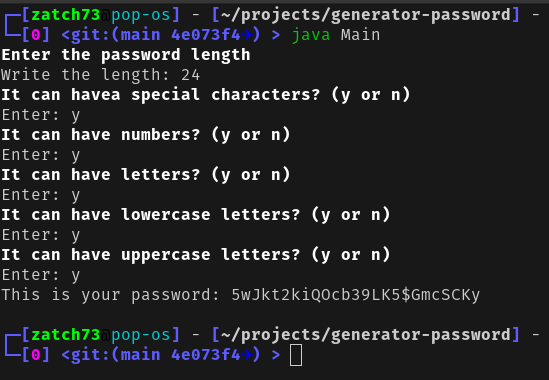 ┌─[zatch73@pop-os] - [~/projects/generator-password] -
└─[0] <git:(main 4e073f4✈) > java Main
Enter the password length
Write the length: 24
It can havea special characters? (y or n)
Enter: y
It can have numbers? (y or n)
Enter: y
It can have letters? (y or n)
Enter: y
It can have lowercase letters? (y or n)
Enter: y
It can have uppercase letters? (y or n)
Enter: y
This is your password: 5wJkt2kiQOcb39LK5$GmcSCKy
┌─[zatch73@pop-os] - [~/projects/generator-password] -
└─[0] <git:(main 4e073f4✈) >